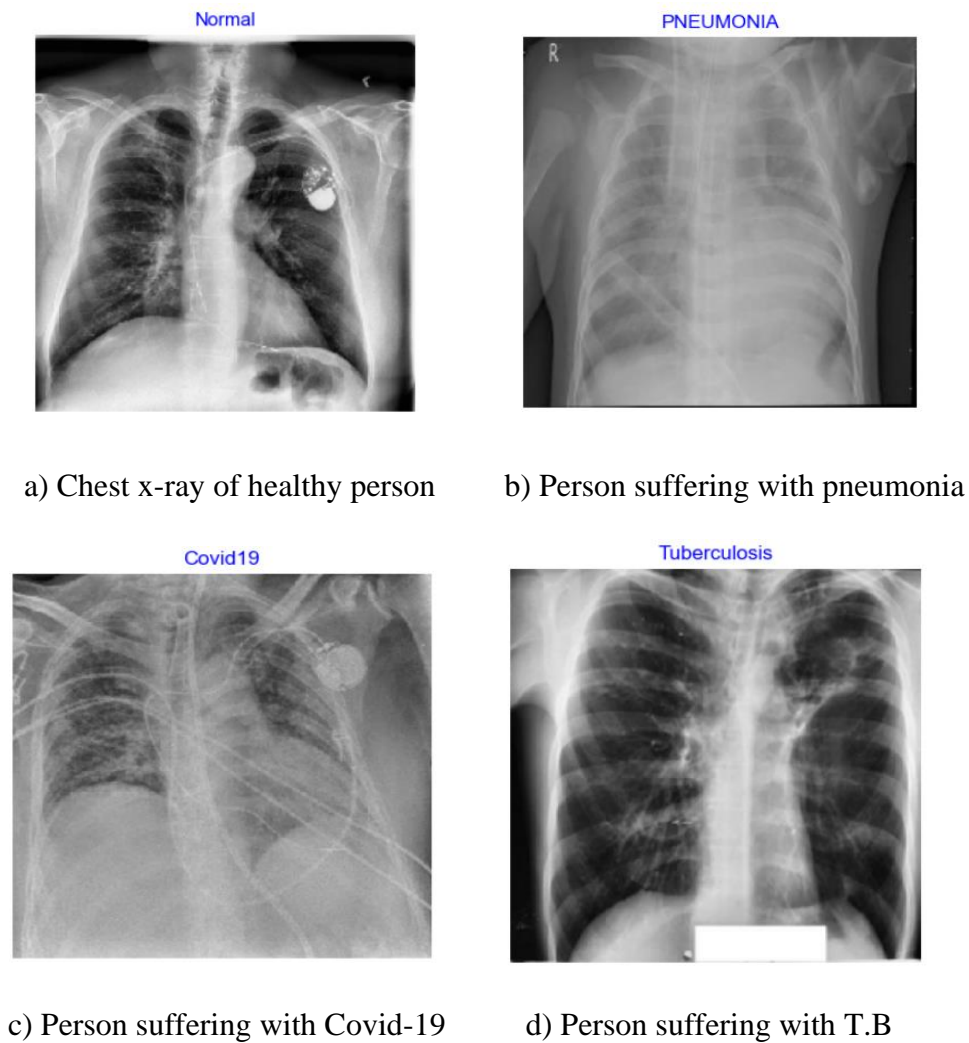 Normal
PNEUMONIA
R
a) Chest x-ray of healthy person
b) Person suffering with pneumonia
Covid19
Tuberculosis
c) Person suffering with Covid-19
d) Person suffering with T.B